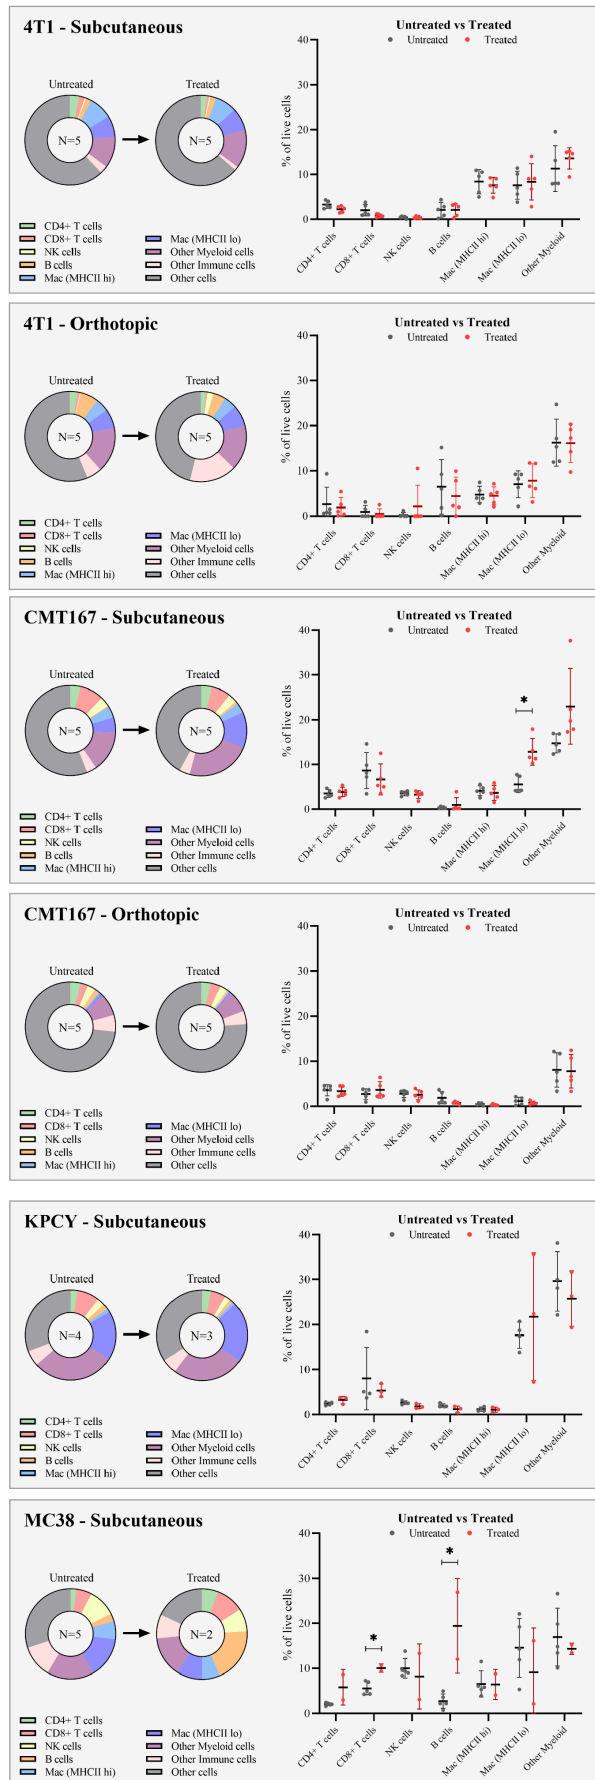 4T1 - Subcutaneous
Untreated
Treated
N=5
N=5
CD4+ T cells
CD8+ T cells
NK cells
B cells
Mac (MHCII hi)
Mac (MHCII lo)
Other Myeloid cells
Other Immune cells
Other cells
Untreated vs Treated
Untreated
Treated
% of live cells
40
30
20
10
0
CD4+ T cells
CD8+ T cells
NK cells
B cells
Mac (MHCII hi)
Mac (MHCII lo)
Other Myeloid
4T1 - Orthotopic
Untreated
Treated
N=5
N=5
CD4+ T cells
CD8+ T cells
NK cells
B cells
Mac (MHCII hi)
Mac (MHCII lo)
Other Myeloid cells
Other Immune cells
Other cells
Untreated vs Treated
Untreated
Treated
% of live cells
40
30
20
10
0
CD4+ T cells
CD8+ T cells
NK cells
B cells
Mac (MHCII hi)
Mac (MHCII lo)
Other Myeloid
CMT167 - Subcutaneous
Untreated
Treated
N=5
N=5
CD4+ T cells
CD8+ T cells
NK cells
B cells
Mac (MHCII hi)
Mac (MHCII lo)
Other Myeloid cells
Other Immune cells
Other cells
Untreated vs Treated
Untreated
Treated
% of live cells
40
30
20
10
0
*
CD4+ T cells
CD8+ T cells
NK cells
B cells
Mac (MHCII hi)
Mac (MHCII lo)
Other Myeloid
CMT167 - Orthotopic
Untreated
Treated
N=5
N=5
CD4+ T cells
CD8+ T cells
NK cells
B cells
Mac (MHCII hi)
Mac (MHCII lo)
Other Myeloid cells
Other Immune cells
Other cells
Untreated vs Treated
Untreated
Treated
% of live cells
40
30
20
10
0
CD4+ T cells
CD8+ T cells
NK cells
B cells
Mac (MHCII hi)
Mac (MHCII lo)
Other Myeloid
KPCY - Subcutaneous
Untreated
Treated
N=4
N=3
CD4+ T cells
CD8+ T cells
NK cells
B cells
Mac (MHCII hi)
Mac (MHCII lo)
Other Myeloid cells
Other Immune cells
Other cells
Untreated vs Treated
Untreated
Treated
% of live cells
40
30
20
10
0
CD4+ T cells
CD8+ T cells
NK cells
B cells
Mac (MHCII hi)
Mac (MHCII lo)
Other Myeloid
MC38 - Subcutaneous
Untreated
Treated
N=5
N=2
CD4+ T cells
CD8+ T cells
NK cells
B cells
Mac (MHCII hi)
Mac (MHCII lo)
Other Myeloid cells
Other Immune cells
Other cells
Untreated vs Treated
Untreated
Treated
% of live cells
40
30
20
10
0
*
*
CD4+ T cells
CD8+ T cells
NK cells
B cells
Mac (MHCII hi)
Mac (MHCII lo)
Other Myeloid